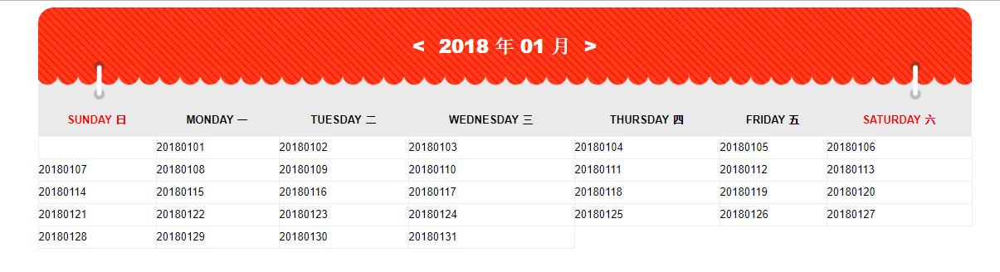 < 2018 年 01 月 >
SUNDAY 日 MONDAY 一 TUESDAY 二 WEDNESDAY 三 THURSDAY 四 FRIDAY 五 SATURDAY 六
20180101 20180102 20180103 20180104 20180105 20180106
20180107 20180108 20180109 20180110 20180111 20180112 20180113
20180114 20180115 20180116 20180117 20180118 20180119 20180120
20180121 20180122 20180123 20180124 20180125 20180126 20180127
20180128 20180129 20180130 20180131